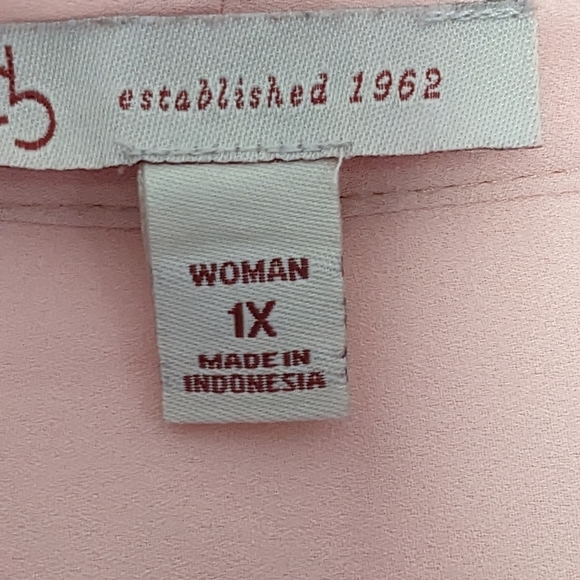 established 1962
WOMAN
1X
MADE IN
INDONESIA